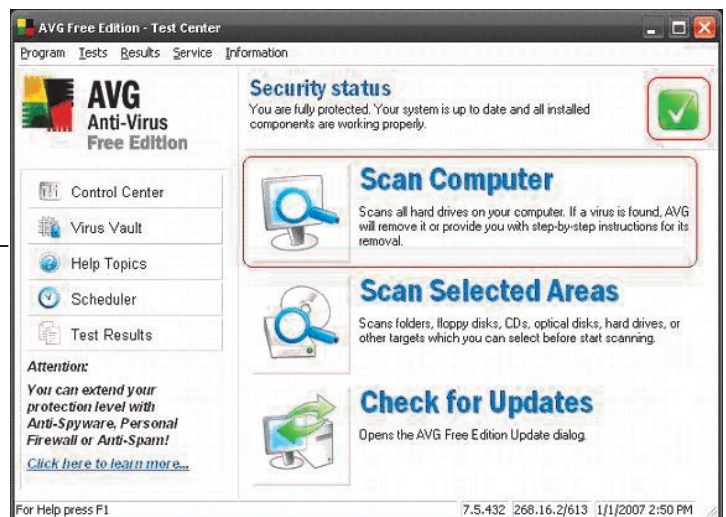 AVG Free Edition - Test Center
Program Tests Results Service Information
AVG
Anti-Virus
Free Edition
Control Center
Virus Vault
Help Topics
Scheduler
Test Results
Attention:
You can extend your
protection level with
Anti-Spyware, Personal
Firewall or Anti-Spam!
Click here to learn more...
Security status
You are fully protected. Your system is up to date and all installed
components are working properly.
Scan Computer
Scans all hard drives on your computer. If a virus is found, AVG
will remove it or provide you with step-by-step instructions for its
removal.
Scan Selected Areas
Scans folders, floppy disks, CDs, optical disks, hard drives, or
other targets which you can select before start scanning.
Check for Updates
Opens the AVG Free Edition Update dialog.
For Help press F1
7.5.432 268.16.2/613 1/1/2007 2:50 PM